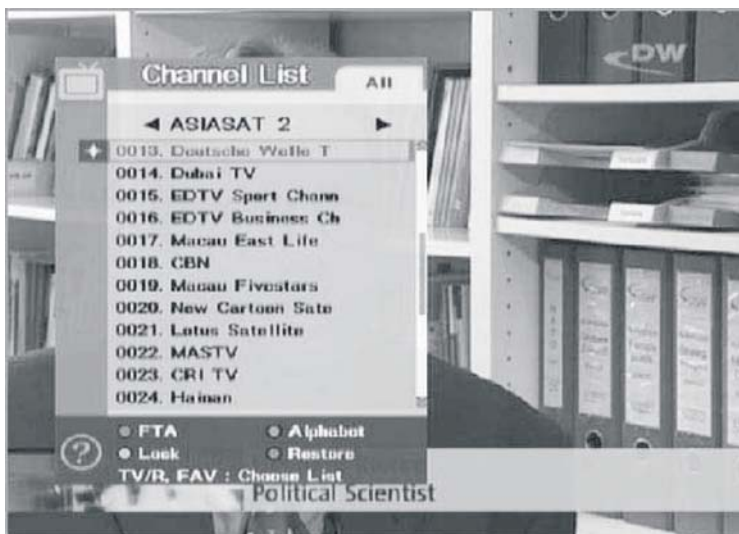 DW
Channel List
All
ASIASAT 2
0013. Deutsche Welle T
0014. Dubai TV
0015. EDTV Sport Chann
0016. EDTV Business Ch
0017. Macau East Life
0018. CBN
0019. Macau Fivestars
0020. New Cartoon Sate
0021. Lotus Satellite
0022. MASTV
0023. CRI TV
0024. Hainan
FTA
Alphabet
Lock
Restore
TV/R, FAV : Choose List
Political Scientist